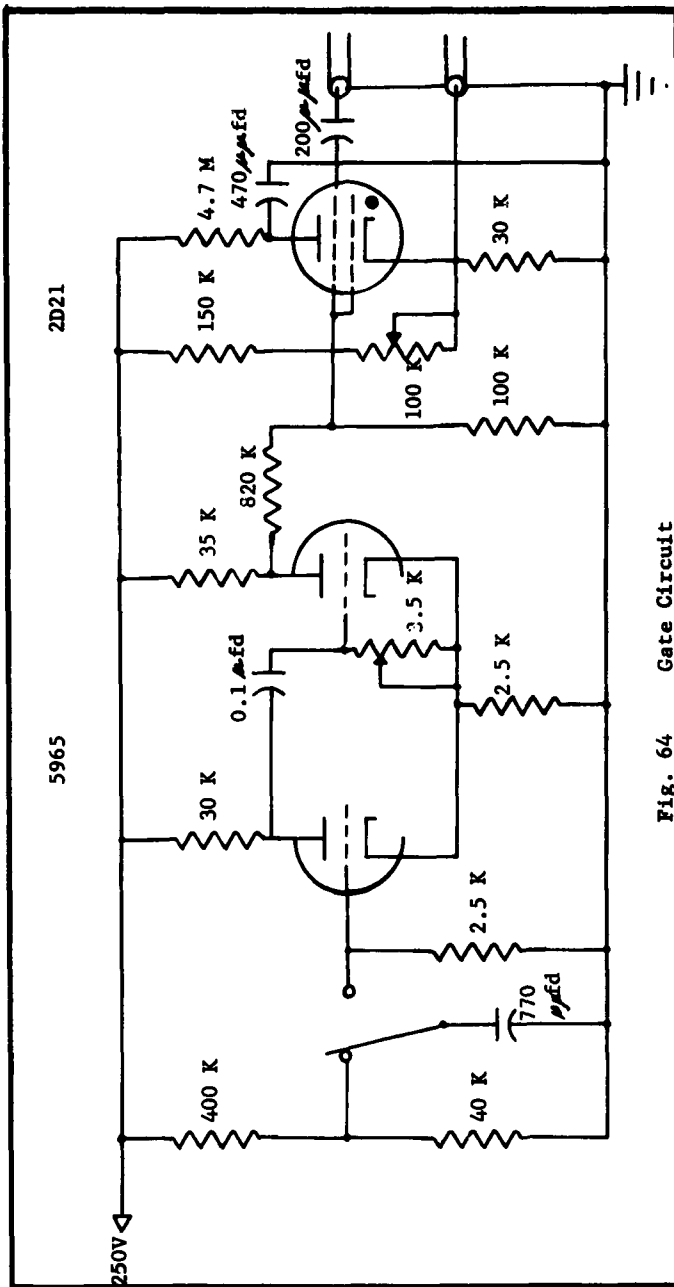 5965
2D21
250V
400 K
30 K
35 K
150 K
4.7 M
0.1 µfd
820 K
470 µµfd
200 µµfd
K
100 K
40 K
770
µµfd
2.5 K
2.5 K
100 K
30 K
Fig. 64 Gate Circuit